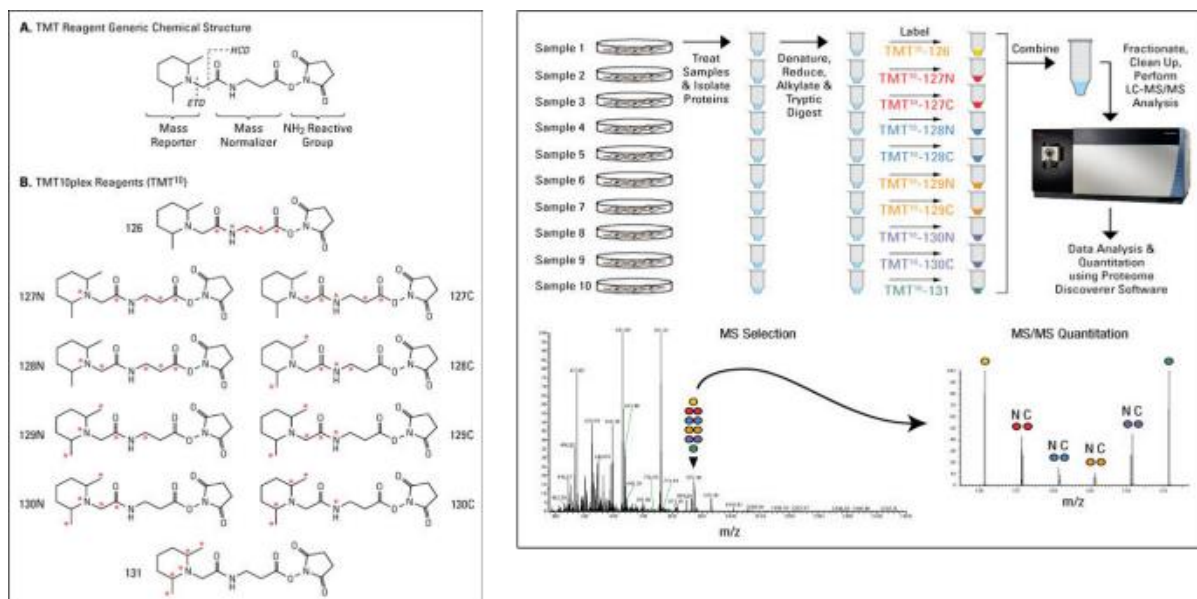 A. TMT Reagent Generic Chemical Structure
HCD
ETD
Mass Reporter
Mass Normalizer
NH₂ Reactive Group
B. TMT10plex Reagents (TMT¹⁰)
126
127N
127C
128N
128C
129N
129C
130N
130C
131
Sample 1
Sample 2
Sample 3
Sample 4
Sample 5
Sample 6
Sample 7
Sample 8
Sample 9
Sample 10
Treat
Samples
& Isolate
Proteins
Denature,
Reduce,
Alkylate &
Tryptic
Digest
Label
TMT¹⁰-126
TMT¹⁰-127N
TMT¹⁰-127C
TMT¹⁰-128N
TMT¹⁰-128C
TMT¹⁰-129N
TMT¹⁰-129C
TMT¹⁰-130N
TMT¹⁰-130C
TMT¹⁰-131
Combine
Fractionate,
Clean Up,
Perform
LC-MS/MS
Analysis
Data Analysis &
Quantitation
using Proteome
Discoverer Software
MS Selection
m/z
MS/MS Quantitation
N C
N C
N C
N C
m/z